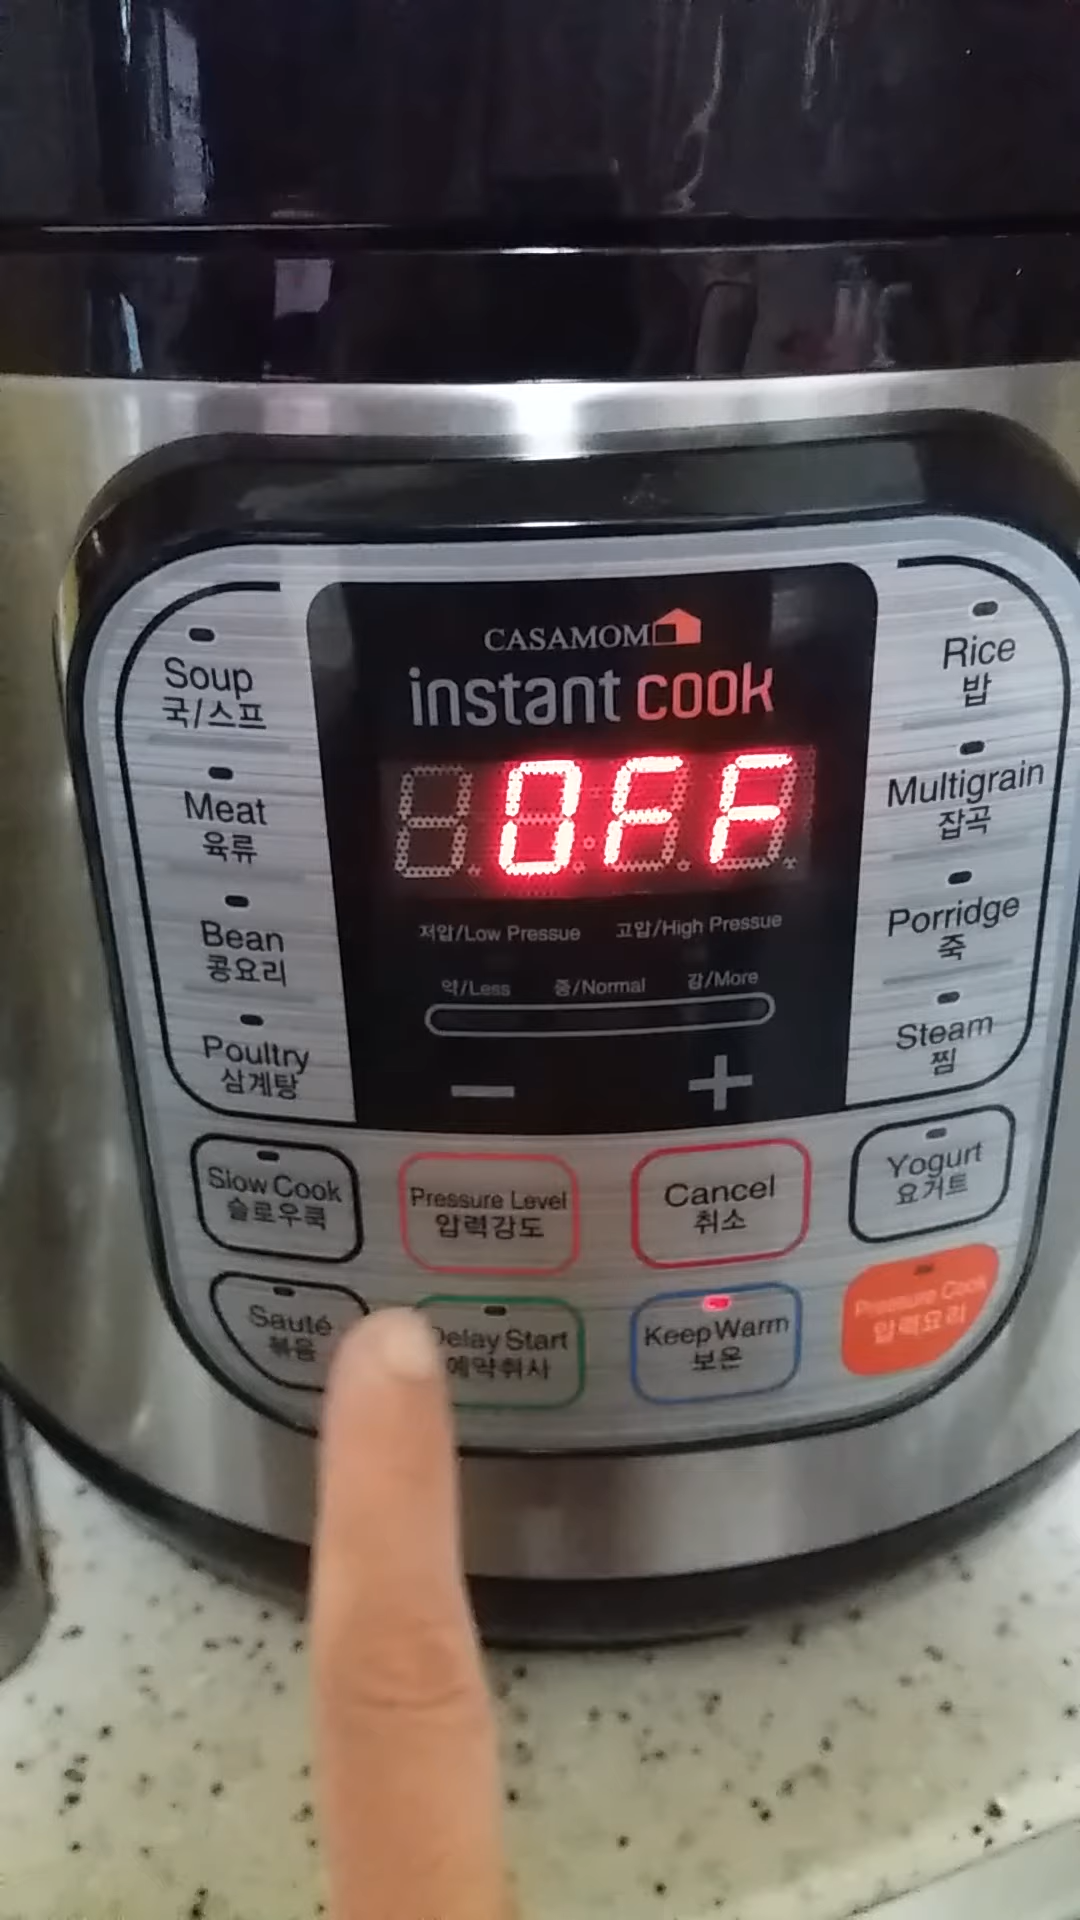 CASAMOM
instant cook
OFF
저압/Low Pressue
고압/High Pressue
약/Less
중/Normal
강/More
Soup
국/스프
Meat
육류
Bean
콩요리
Poultry
삼계탕
Rice
밥
Multigrain
잡곡
Porridge
죽
Steam
찜
Slow Cook
슬로우쿡
Pressure Level
압력강도
Cancel
취소
Yogurt
요거트
Sauté
볶음
Delay Start
예약취사
Keep Warm
보온
Pressure Cook
압력요리